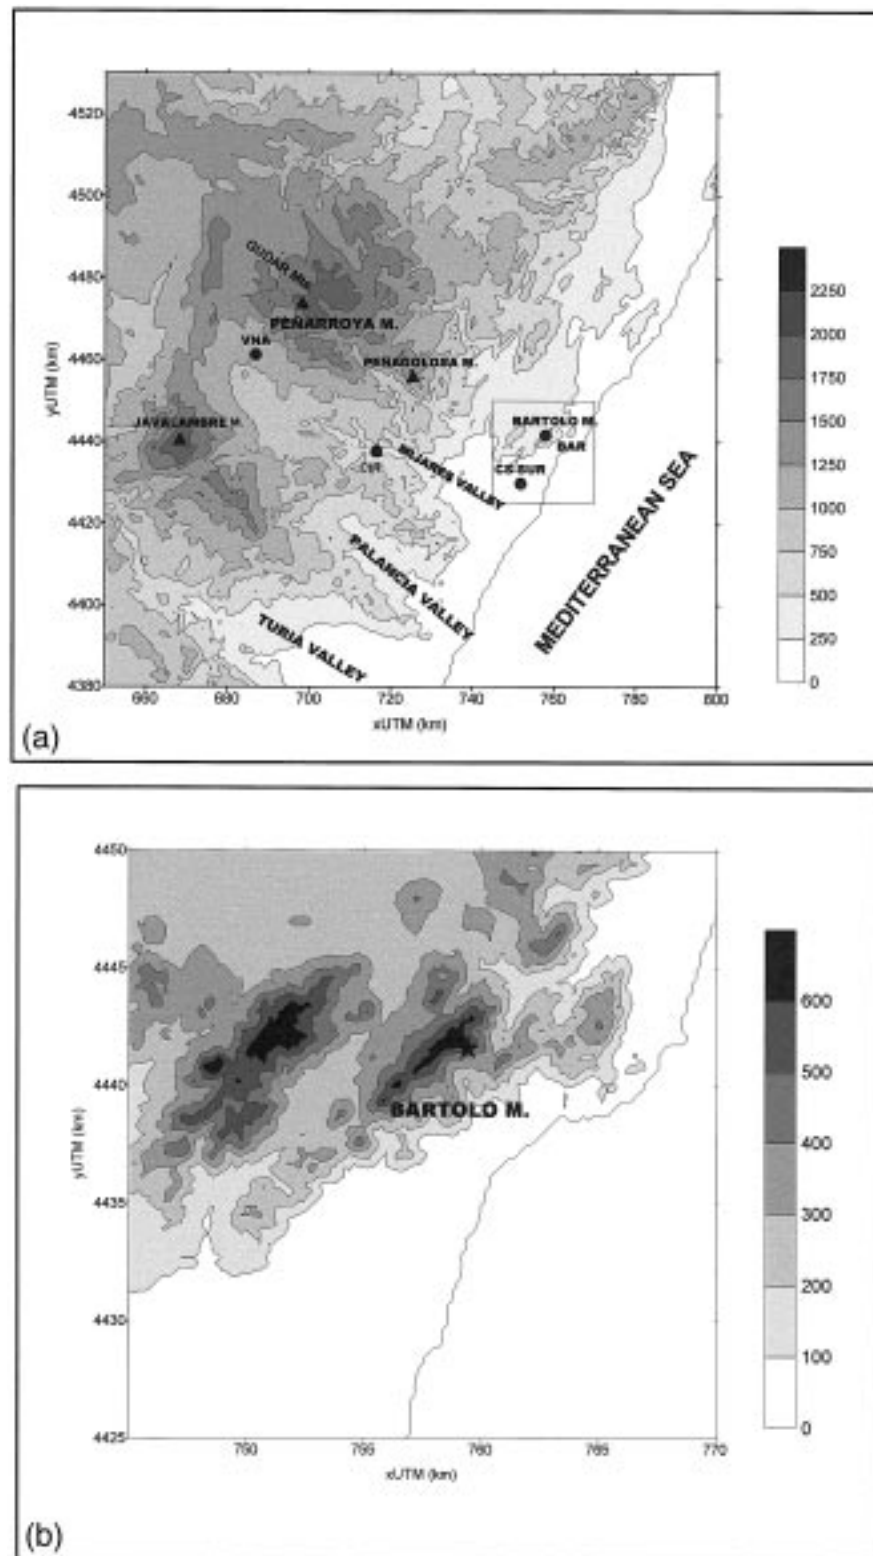 4520
4500
4480
4460
4440
4420
4400
4380
yUTM (km)
GUDAR Mts.
PEÑARROYA M.
VNA
PEÑAGOLOSA M.
JAVALAMBRE M.
BARTOLO M.
BAR
CIR
CS-SUR
MIJARES VALLEY
PALANCIA VALLEY
TURIA VALLEY
MEDITERRANEAN SEA
660 680 700 720 740 760 780 800
xUTM (km)
2250
2000
1750
1500
1250
1000
750
500
250
0
(a)
4450
4445
4440
4435
4430
4425
yUTM (km)
BARTOLO M.
750 755 760 765 770
xUTM (km)
600
500
400
300
200
100
0
(b)